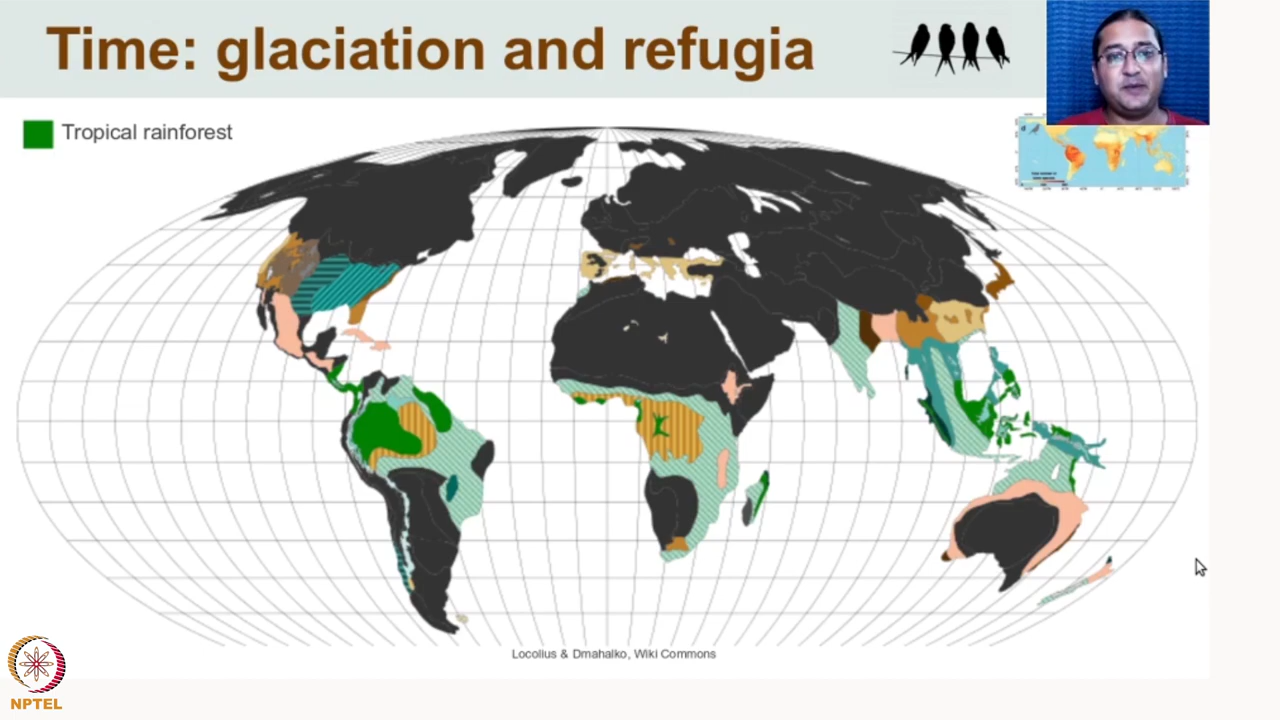 Time: glaciation and refugia
Tropical rainforest
Locolius & Dmahalko, Wiki Commons
NPTEL